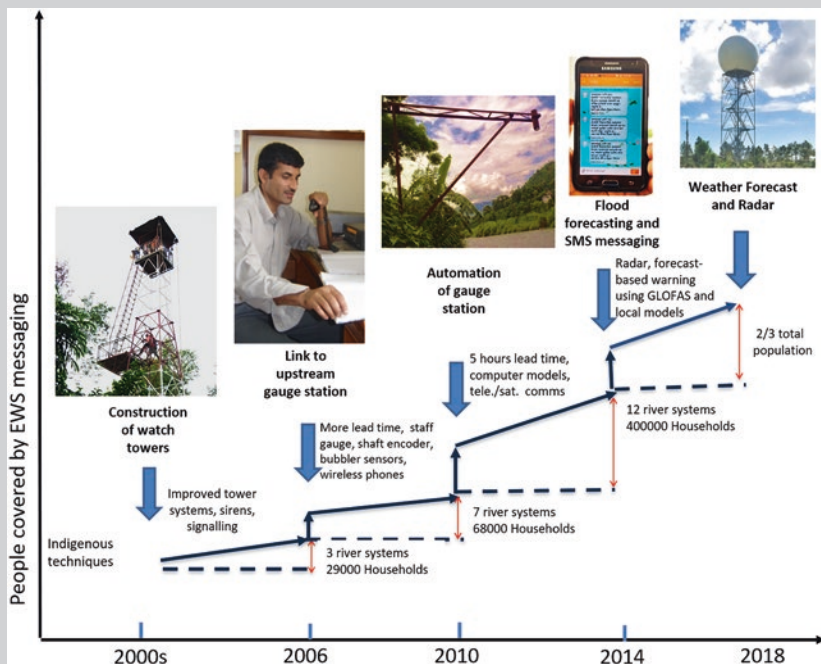 People covered by EWS messaging
SAMSUNG
Construction
of watch
towers
Link to
upstream
gauge station
Automation
of gauge
station
Flood
forecasting and
SMS messaging
Weather Forecast
and Radar
Indigenous
techniques
Improved tower
systems, sirens,
signalling
More lead time, staff
gauge, shaft encoder,
bubbler sensors,
wireless phones
5 hours lead time,
computer models,
tele./sat. comms
Radar, forecast-
based warning
using GLOFAS and
local models
3 river systems
29000 Households
7 river systems
68000 Households
12 river systems
400000 Households
2/3 total
population
2000s
2006
2010
2014
2018